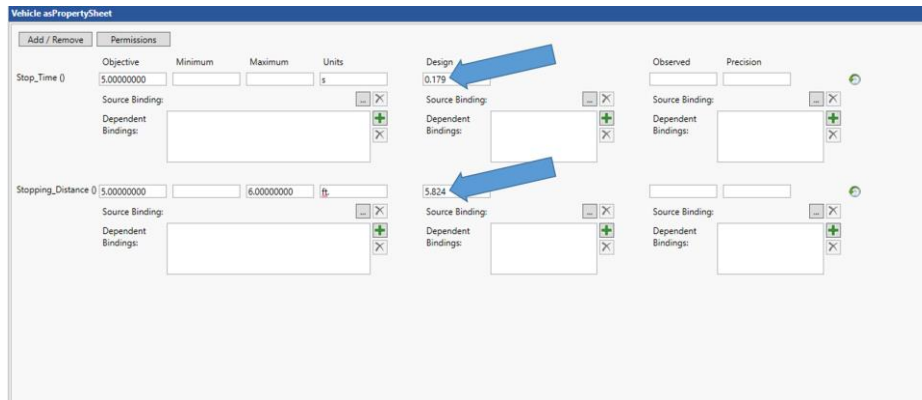 Vehicle asPropertySheet
Add / Remove Permissions
Objective Minimum Maximum Units Design Observed Precision
Stop_Time () 5.00000000 s 0.179
Source Binding: ... Source Binding: ... Source Binding: ...
Dependent Bindings: Dependent Bindings: Dependent Bindings:
Stopping_Distance () 5.00000000 6.00000000 ft. 5.824
Source Binding: ... Source Binding: ... Source Binding: ...
Dependent Bindings: Dependent Bindings: Dependent Bindings: